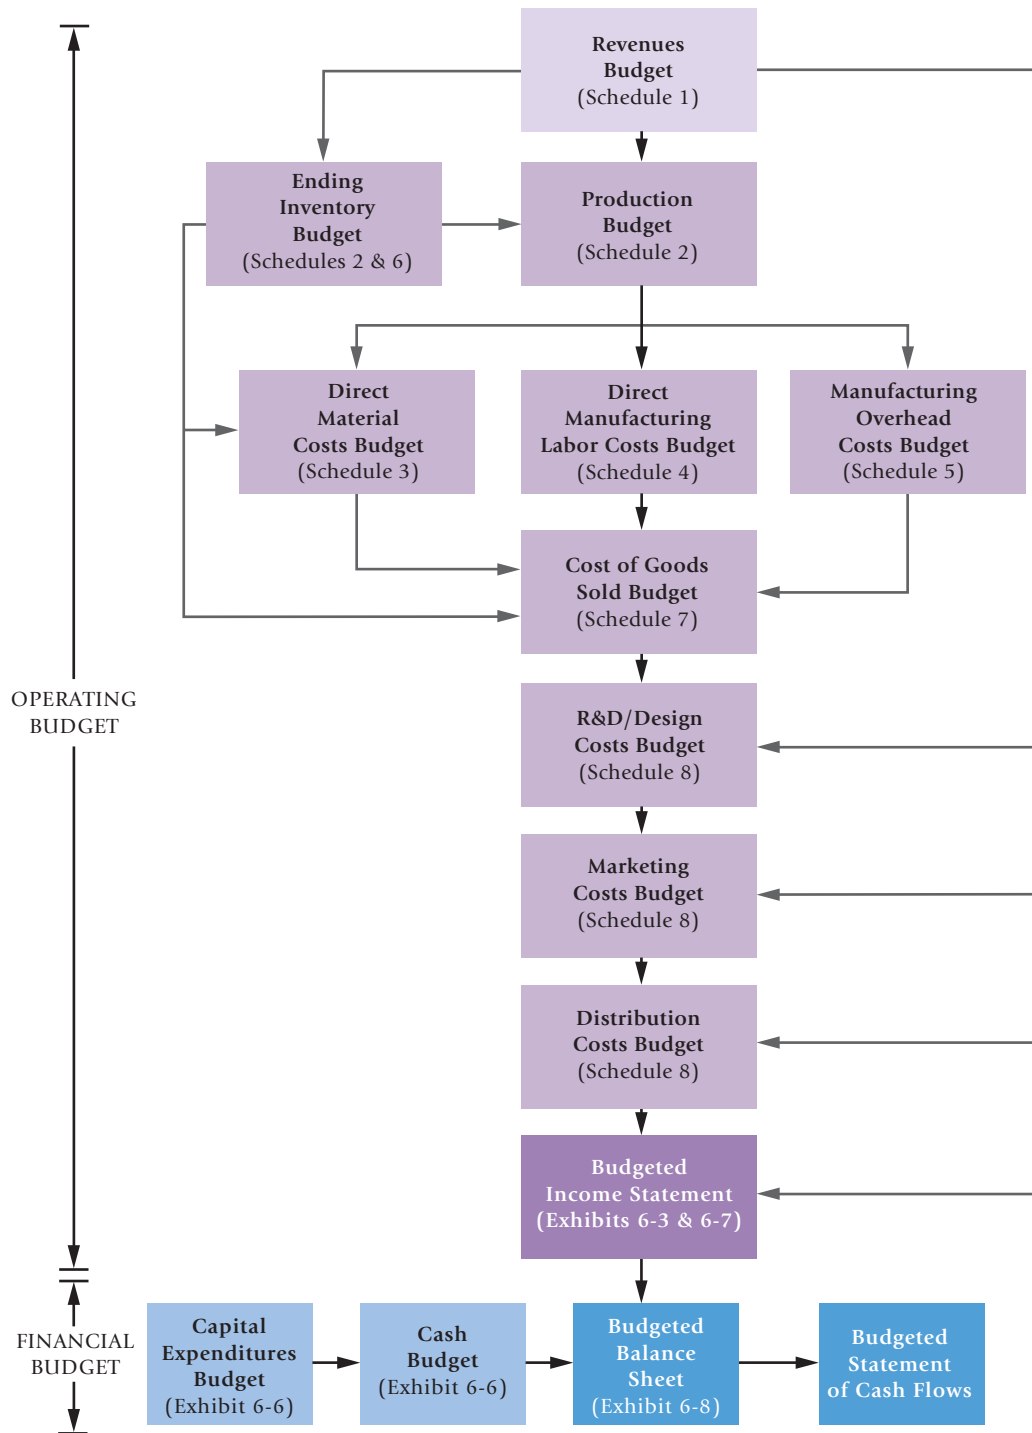 Revenues
Budget
(Schedule 1)
Ending
Inventory
Budget
(Schedules 2 & 6)
Production
Budget
(Schedule 2)
Direct
Material
Costs Budget
(Schedule 3)
Direct
Manufacturing
Labor Costs Budget
(Schedule 4)
Manufacturing
Overhead
Costs Budget
(Schedule 5)
Cost of Goods
Sold Budget
(Schedule 7)
OPERATING
BUDGET
R&D/Design
Costs Budget
(Schedule 8)
Marketing
Costs Budget
(Schedule 8)
Distribution
Costs Budget
(Schedule 8)
Budgeted
Income Statement
(Exhibits 6-3 & 6-7)
FINANCIAL
BUDGET
Capital
Expenditures
Budget
(Exhibit 6-6)
Cash
Budget
(Exhibit 6-6)
Budgeted
Balance
Sheet
(Exhibit 6-8)
Budgeted
Statement
of Cash Flows